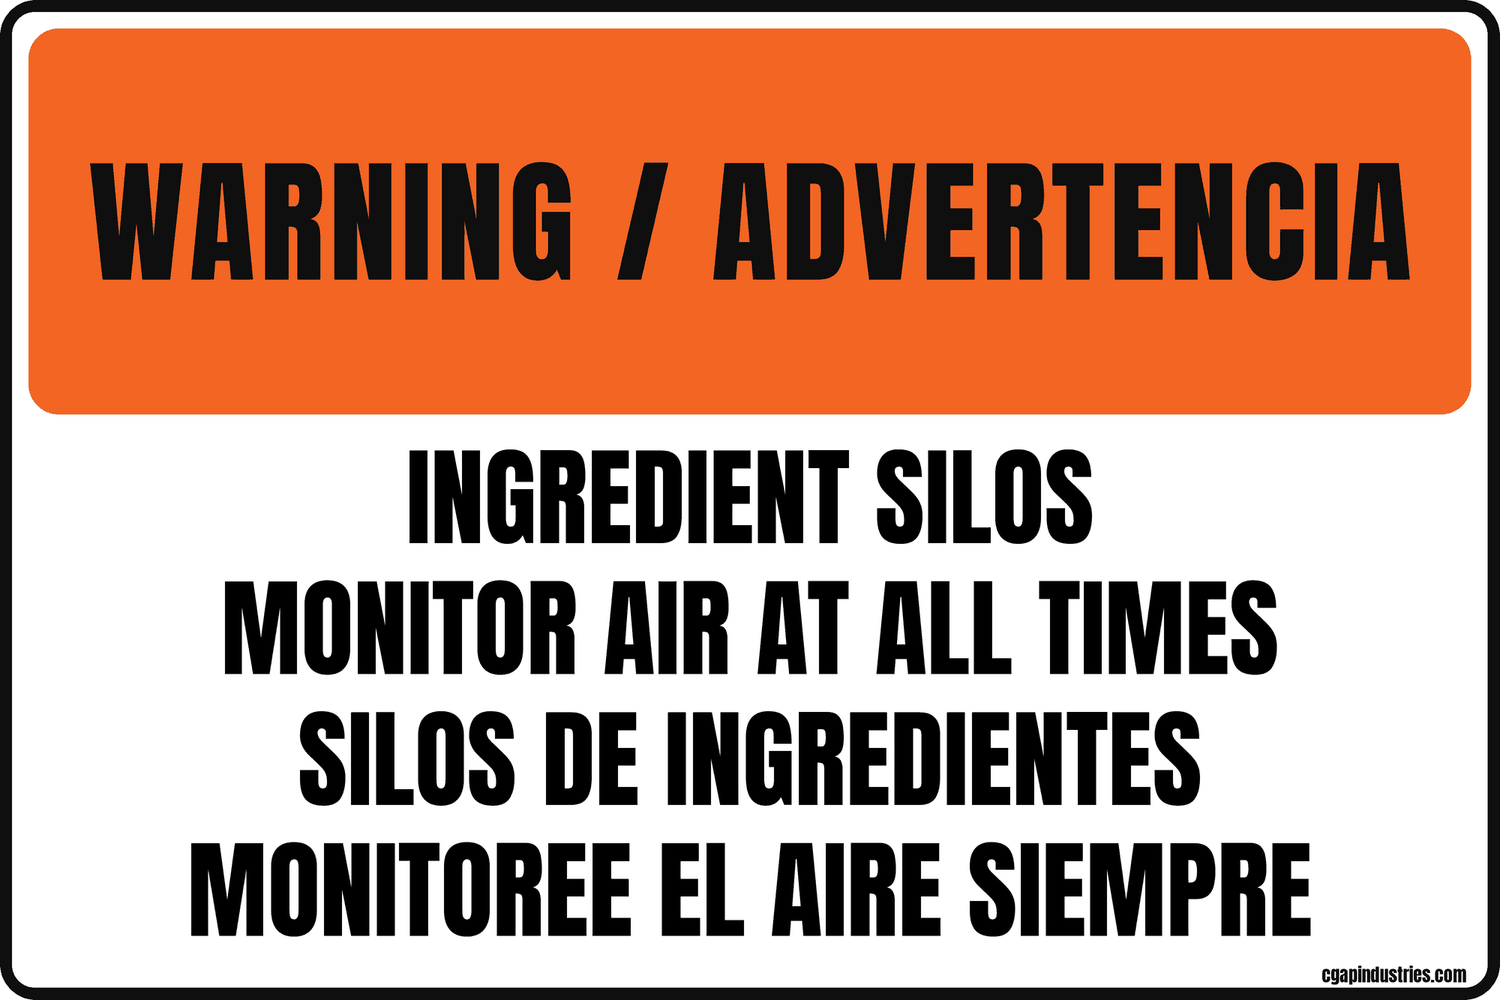 WARNING / ADVERTENCIA
INGREDIENT SILOS
MONITOR AIR AT ALL TIMES
SILOS DE INGREDIENTES
MONITOREE EL AIRE SIEMPRE
cgapindustries.com